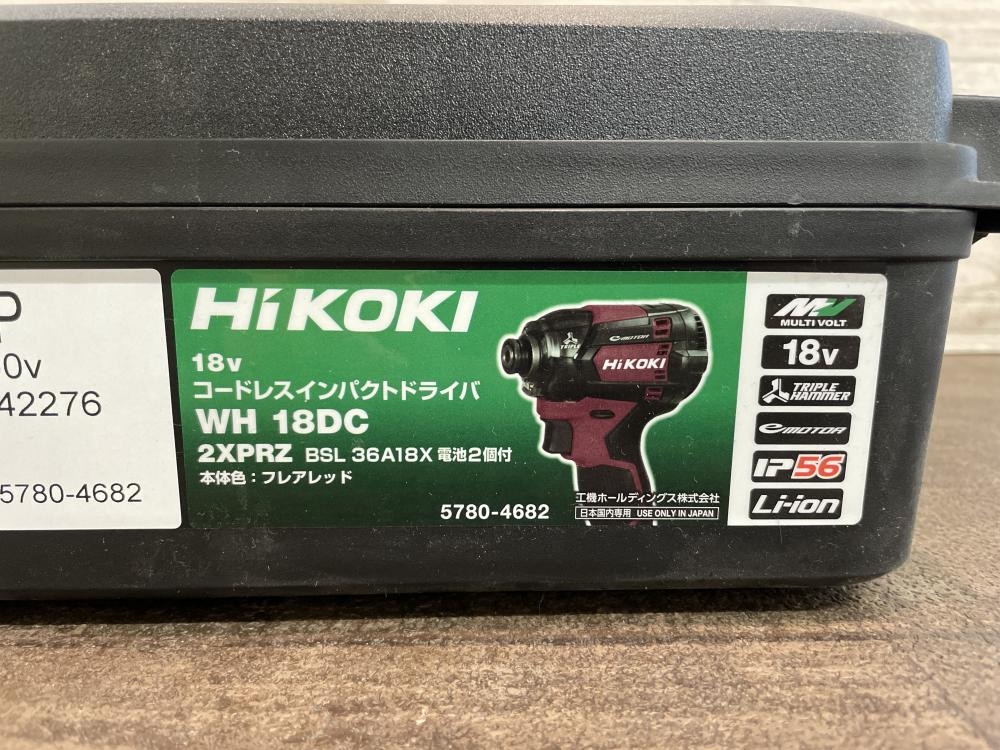 P
0v
42276
5780-4682
HiKOKI
18v
コードレスインパクトドライバ
WH 18DC
2XPRZ BSL 36A18X 電池2個付
本体色：フレアレッド
5780-4682
TRIPLE
e-MOTOR
HiKOKI
工機ホールディングス株式会社
日本国内専用 USE ONLY IN JAPAN
MV
MULTI VOLT
18v
TRIPLE HAMMER
e-MOTOR
IP56
Li-ion